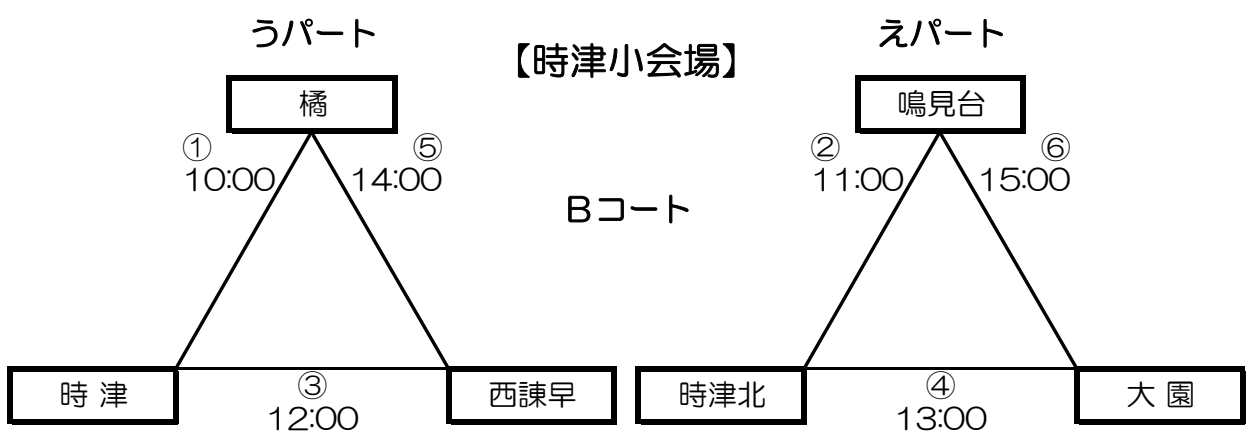 うパート
えパート
【時津小会場】
橘
鳴見台
①
⑤
②
⑥
10:00
14:00
11:00
15:00
Bコート
時 津
③
西諫早
時津北
④
大 園
12:00
13:00